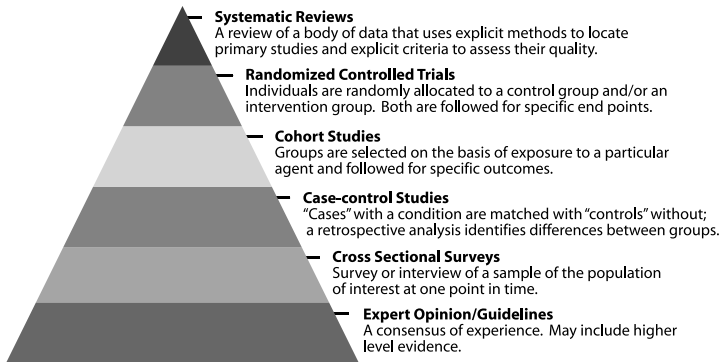 Systematic Reviews
A review of a body of data that uses explicit methods to locate
primary studies and explicit criteria to assess their quality.
Randomized Controlled Trials
Individuals are randomly allocated to a control group and/or an
intervention group. Both are followed for specific end points.
Cohort Studies
Groups are selected on the basis of exposure to a particular
agent and followed for specific outcomes.
Case-control Studies
“Cases” with a condition are matched with “controls” without;
a retrospective analysis identifies differences between groups.
Cross Sectional Surveys
Survey or interview of a sample of the population
of interest at one point in time.
Expert Opinion/Guidelines
A consensus of experience. May include higher
level evidence.